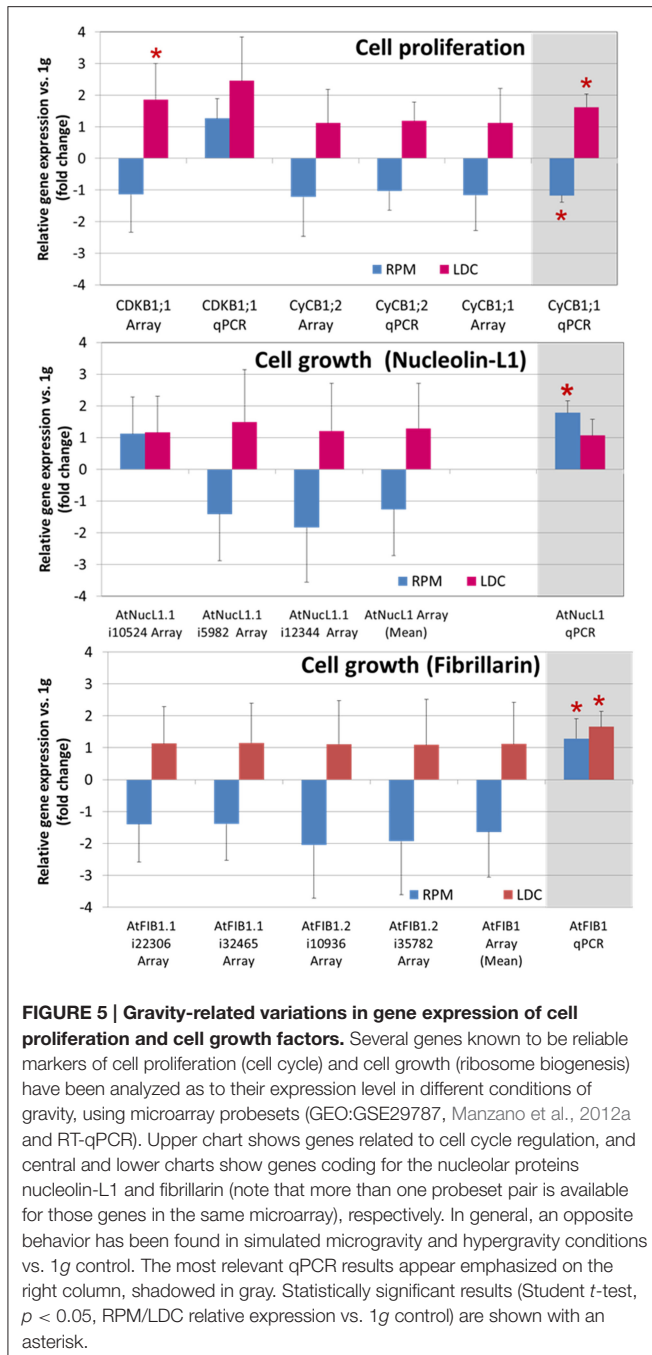 Cell proliferation
Relative gene expression vs. 1g
(fold change)
4
3
2
1
0
-1
-2
-3
-4
*
*
*
RPM
LDC
CDKB1;1
Array
CDKB1;1
qPCR
CyCB1;2
Array
CyCB1;2
qPCR
CyCB1;1
Array
CyCB1;1
qPCR
Cell growth (Nucleolin-L1)
Relative gene expression vs. 1g
(fold change)
4
3
2
1
0
-1
-2
-3
-4
*
RPM
LDC
AtNucL1.1
i10524 Array
AtNucL1.1
i5982 Array
AtNucL1.1
i12344 Array
AtNucL1 Array
(Mean)
AtNucL1
qPCR
Cell growth (Fibrillarin)
Relative gene expression vs. 1g
(fold change)
4
3
2
1
0
-1
-2
-3
-4
*
*
RPM
LDC
AtFIB1.1
i22306
Array
AtFIB1.1
i32465
Array
AtFIB1.2
i10936
Array
AtFIB1.2
i35782
Array
AtFIB1
Array
(Mean)
AtFIB1
qPCR
FIGURE 5 | Gravity-related variations in gene expression of cell
proliferation and cell growth factors. Several genes known to be reliable
markers of cell proliferation (cell cycle) and cell growth (ribosome biogenesis)
have been analyzed as to their expression level in different conditions of
gravity, using microarray probesets (GEO:GSE29787, Manzano et al., 2012a
and RT-qPCR). Upper chart shows genes related to cell cycle regulation, and
central and lower charts show genes coding for the nucleolar proteins
nucleolin-L1 and fibrillarin (note that more than one probeset pair is available
for those genes in the same microarray), respectively. In general, an opposite
behavior has been found in simulated microgravity and hypergravity conditions
vs. 1g control. The most relevant qPCR results appear emphasized on the
right column, shadowed in gray. Statistically significant results (Student t-test,
p < 0.05, RPM/LDC relative expression vs. 1g control) are shown with an
asterisk.